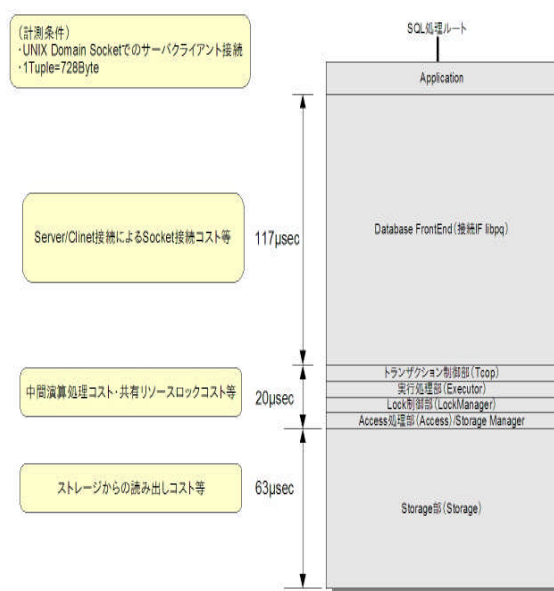 (計測条件)
・UNIX Domain Socketでのサーバクライアント接続
・1Tuple=728Byte
SQL処理ルート
Application
Server/Clinet接続によるSocket接続コスト等
117μsec
Database FrontEnd(接続IF libpq)
中間演算処理コスト・共有リソースロックコスト等
20μsec
トランザクション制御部(Tcop)
実行処理部(Executor)
Lock制御部(LockManager)
Access処理部(Access)/Storage Manager
ストレージからの読み出しコスト等
63μsec
Storage部(Storage)